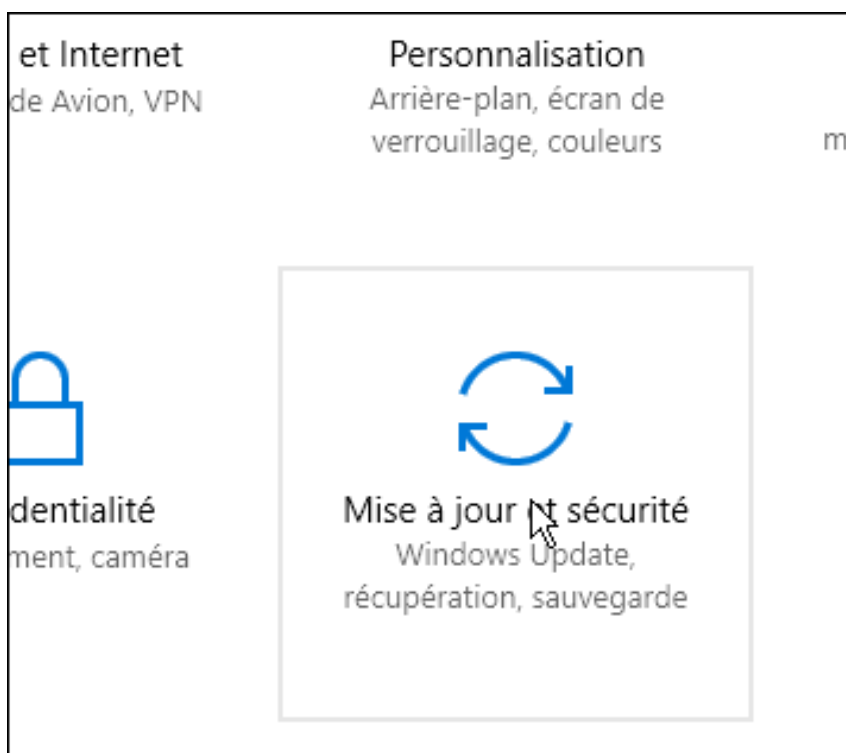 et Internet
de Avion, VPN
Personnalisation
Arrière-plan, écran de
verrouillage, couleurs
m
dentialité
ment, caméra
Mise à jour et sécurité
Windows Update,
récupération, sauvegarde